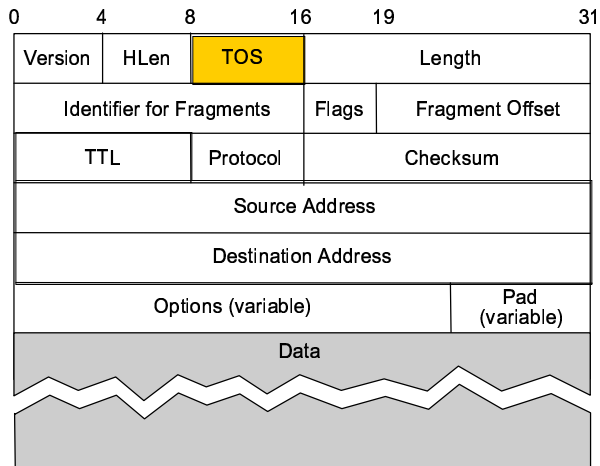 0 4 8 16 19 31
Version HLen TOS Length
Identifier for Fragments Flags Fragment Offset
TTL Protocol Checksum
Source Address
Destination Address
Options (variable) Pad
(variable)
Data